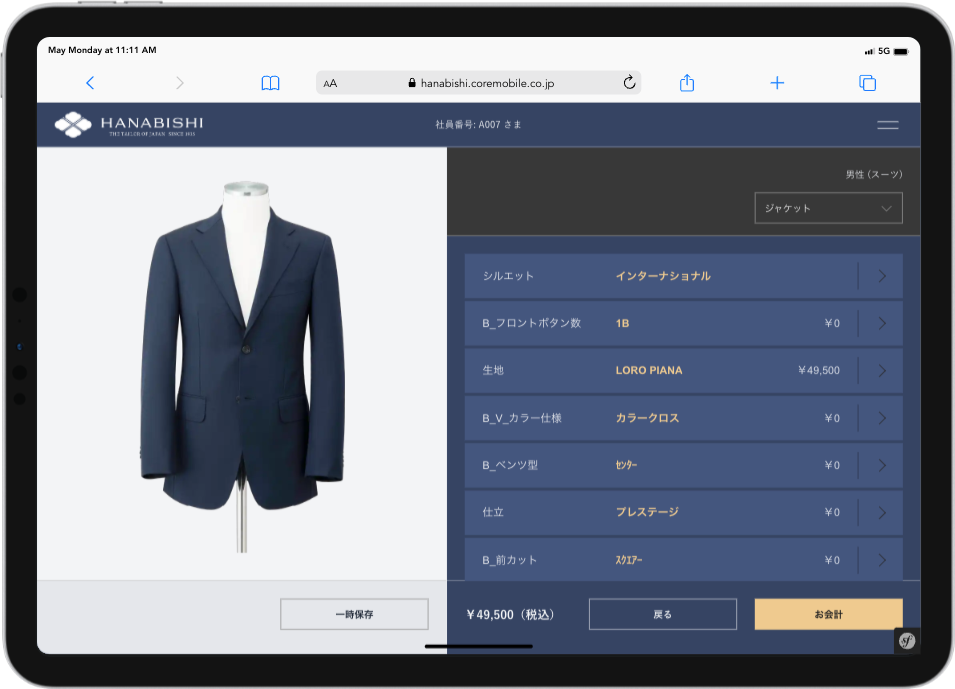 May Monday at 11:11 AM
5G
AA
hanabishi.coremobile.co.jp
HANABISHI
THE TAILOR OF JAPAN SINCE 1935
社員番号: A007 さま
男性 (スーツ)
ジャケット
シルエット インターナショナル
B_フロントボタン数 1B ¥0
生地 LORO PIANA ¥49,500
B_V_カラー仕様 カラークロス ¥0
B_ベンツ型 ｾﾝﾀｰ ¥0
仕立 プレステージ ¥0
B_前カット ｽｸｴｱｰ ¥0
一時保存
¥49,500（税込）
戻る
お会計
sf